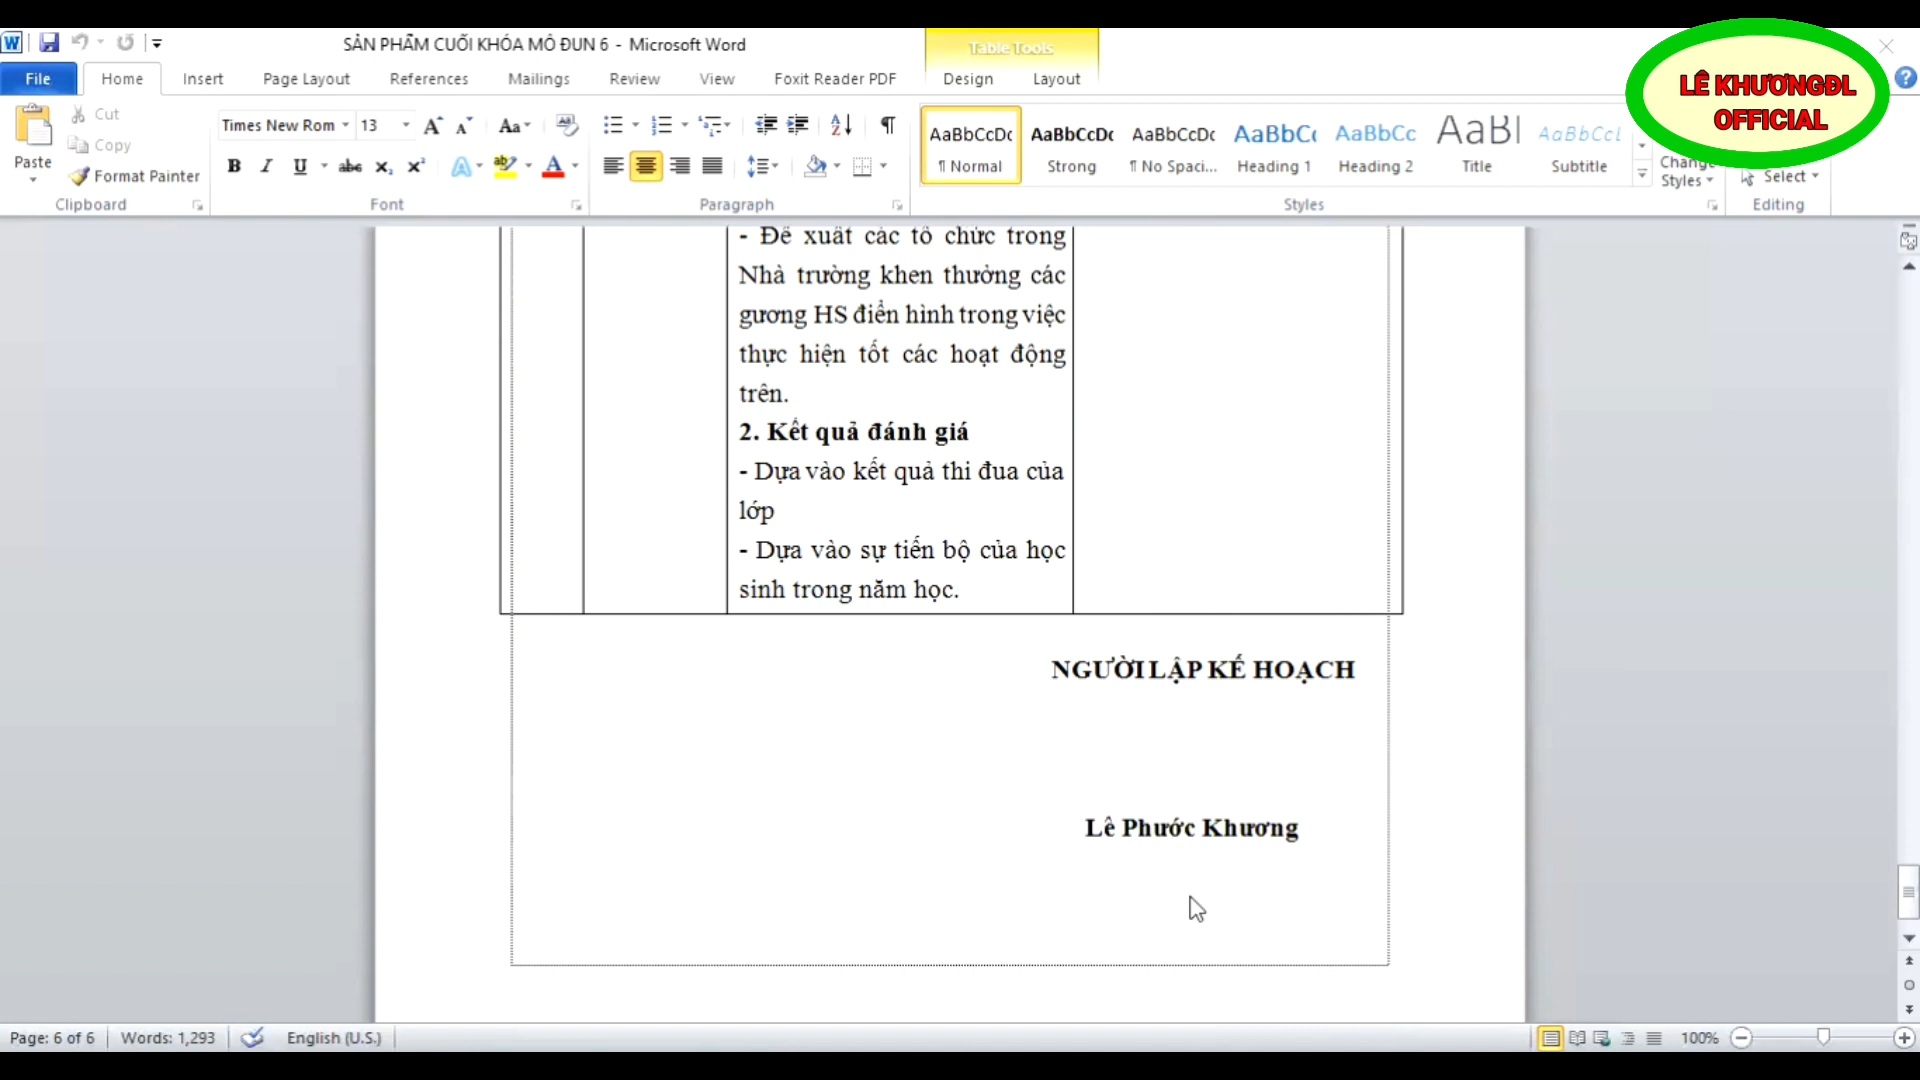 SẢN PHẨM CUỐI KHÓA MÔ ĐUN 6 - Microsoft Word
Table Tools
LÊ KHƯƠNGĐL
OFFICIAL
File Home Insert Page Layout References Mailings Review View Foxit Reader PDF Design Layout
Paste
Cut
Copy
Format Painter
Clipboard
Times New Rom 13
Font
Paragraph
AaBbCcDc AaBbCcDc AaBbCcDc AaBbCc AaBbCc AaBl AaBbCcL
¶ Normal Strong ¶ No Spaci... Heading 1 Heading 2 Title Subtitle
Change
Styles
Styles
Select
Editing
- Đề xuất các tổ chức trong
Nhà trường khen thưởng các
gương HS điển hình trong việc
thực hiện tốt các hoạt động
trên.
2. Kết quả đánh giá
- Dựa vào kết quả thi đua của
lớp
- Dựa vào sự tiến bộ của học
sinh trong năm học.
NGƯỜI LẬP KẾ HOẠCH
Lê Phước Khương
Page: 6 of 6 Words: 1,293 English (U.S.) 100%